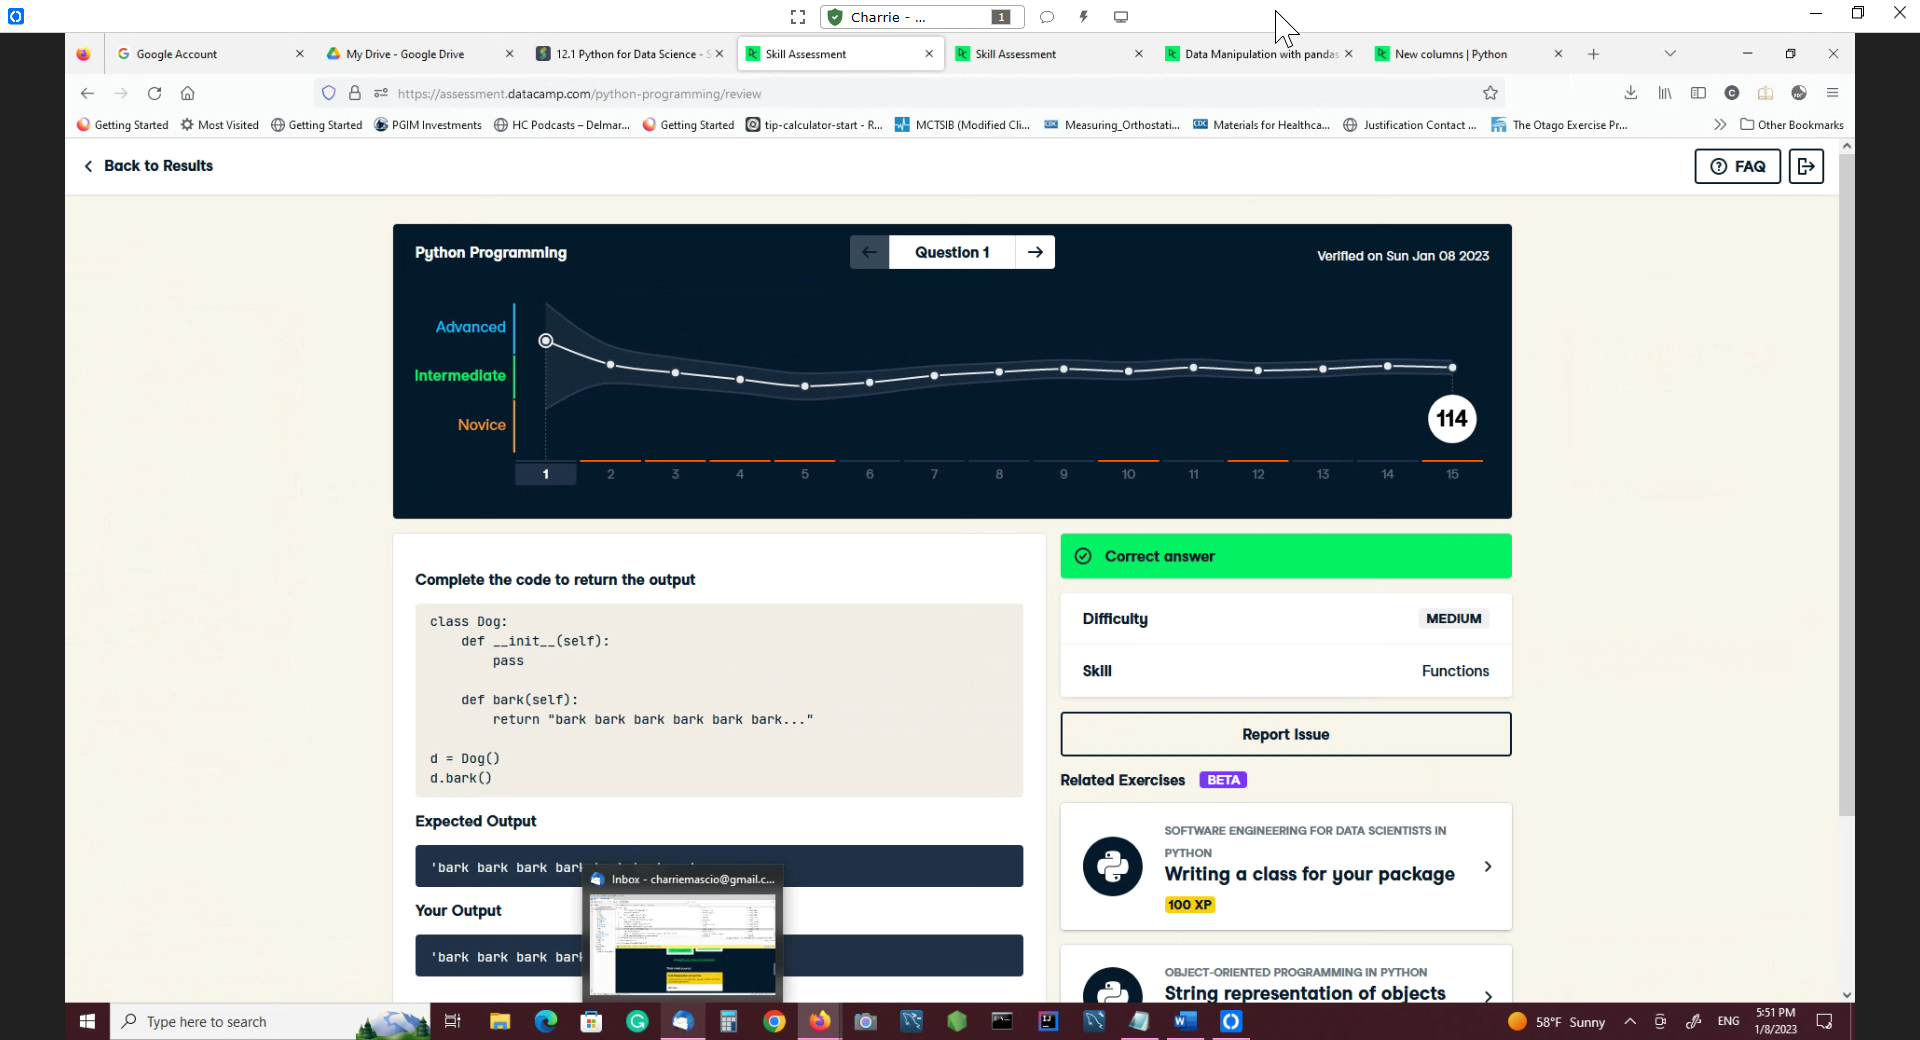 Charrie - ...
1
Google Account
My Drive - Google Drive
12.1 Python for Data Science - S
Skill Assessment
Skill Assessment
Data Manipulation with pandas
New columns | Python
https://assessment.datacamp.com/python-programming/review
Getting Started
Most Visited
Getting Started
PGIM Investments
HC Podcasts – Delmar...
Getting Started
tip-calculator-start - R...
MCTSIB (Modified Cli...
Measuring_Orthostati...
Materials for Healthca...
Justification Contact ...
The Otago Exercise Pr...
Other Bookmarks
Back to Results
FAQ
Python Programming
Question 1
Verified on Sun Jan 08 2023
Advanced
Intermediate
Novice
114
1 2 3 4 5 6 7 8 9 10 11 12 13 14 15
Complete the code to return the output
class Dog:
    def __init__(self):
        pass
    def bark(self):
        return "bark bark bark bark bark bark..."
d = Dog()
d.bark()
Expected Output
'bark bark bark bark
Your Output
'bark bark bark bark
Inbox - charriemascio@gmail.c...
Correct answer
Difficulty
MEDIUM
Skill
Functions
Report Issue
Related Exercises
BETA
SOFTWARE ENGINEERING FOR DATA SCIENTISTS IN
PYTHON
Writing a class for your package
100 XP
OBJECT-ORIENTED PROGRAMMING IN PYTHON
String representation of objects
Type here to search
58°F Sunny
ENG
5:51 PM
1/8/2023